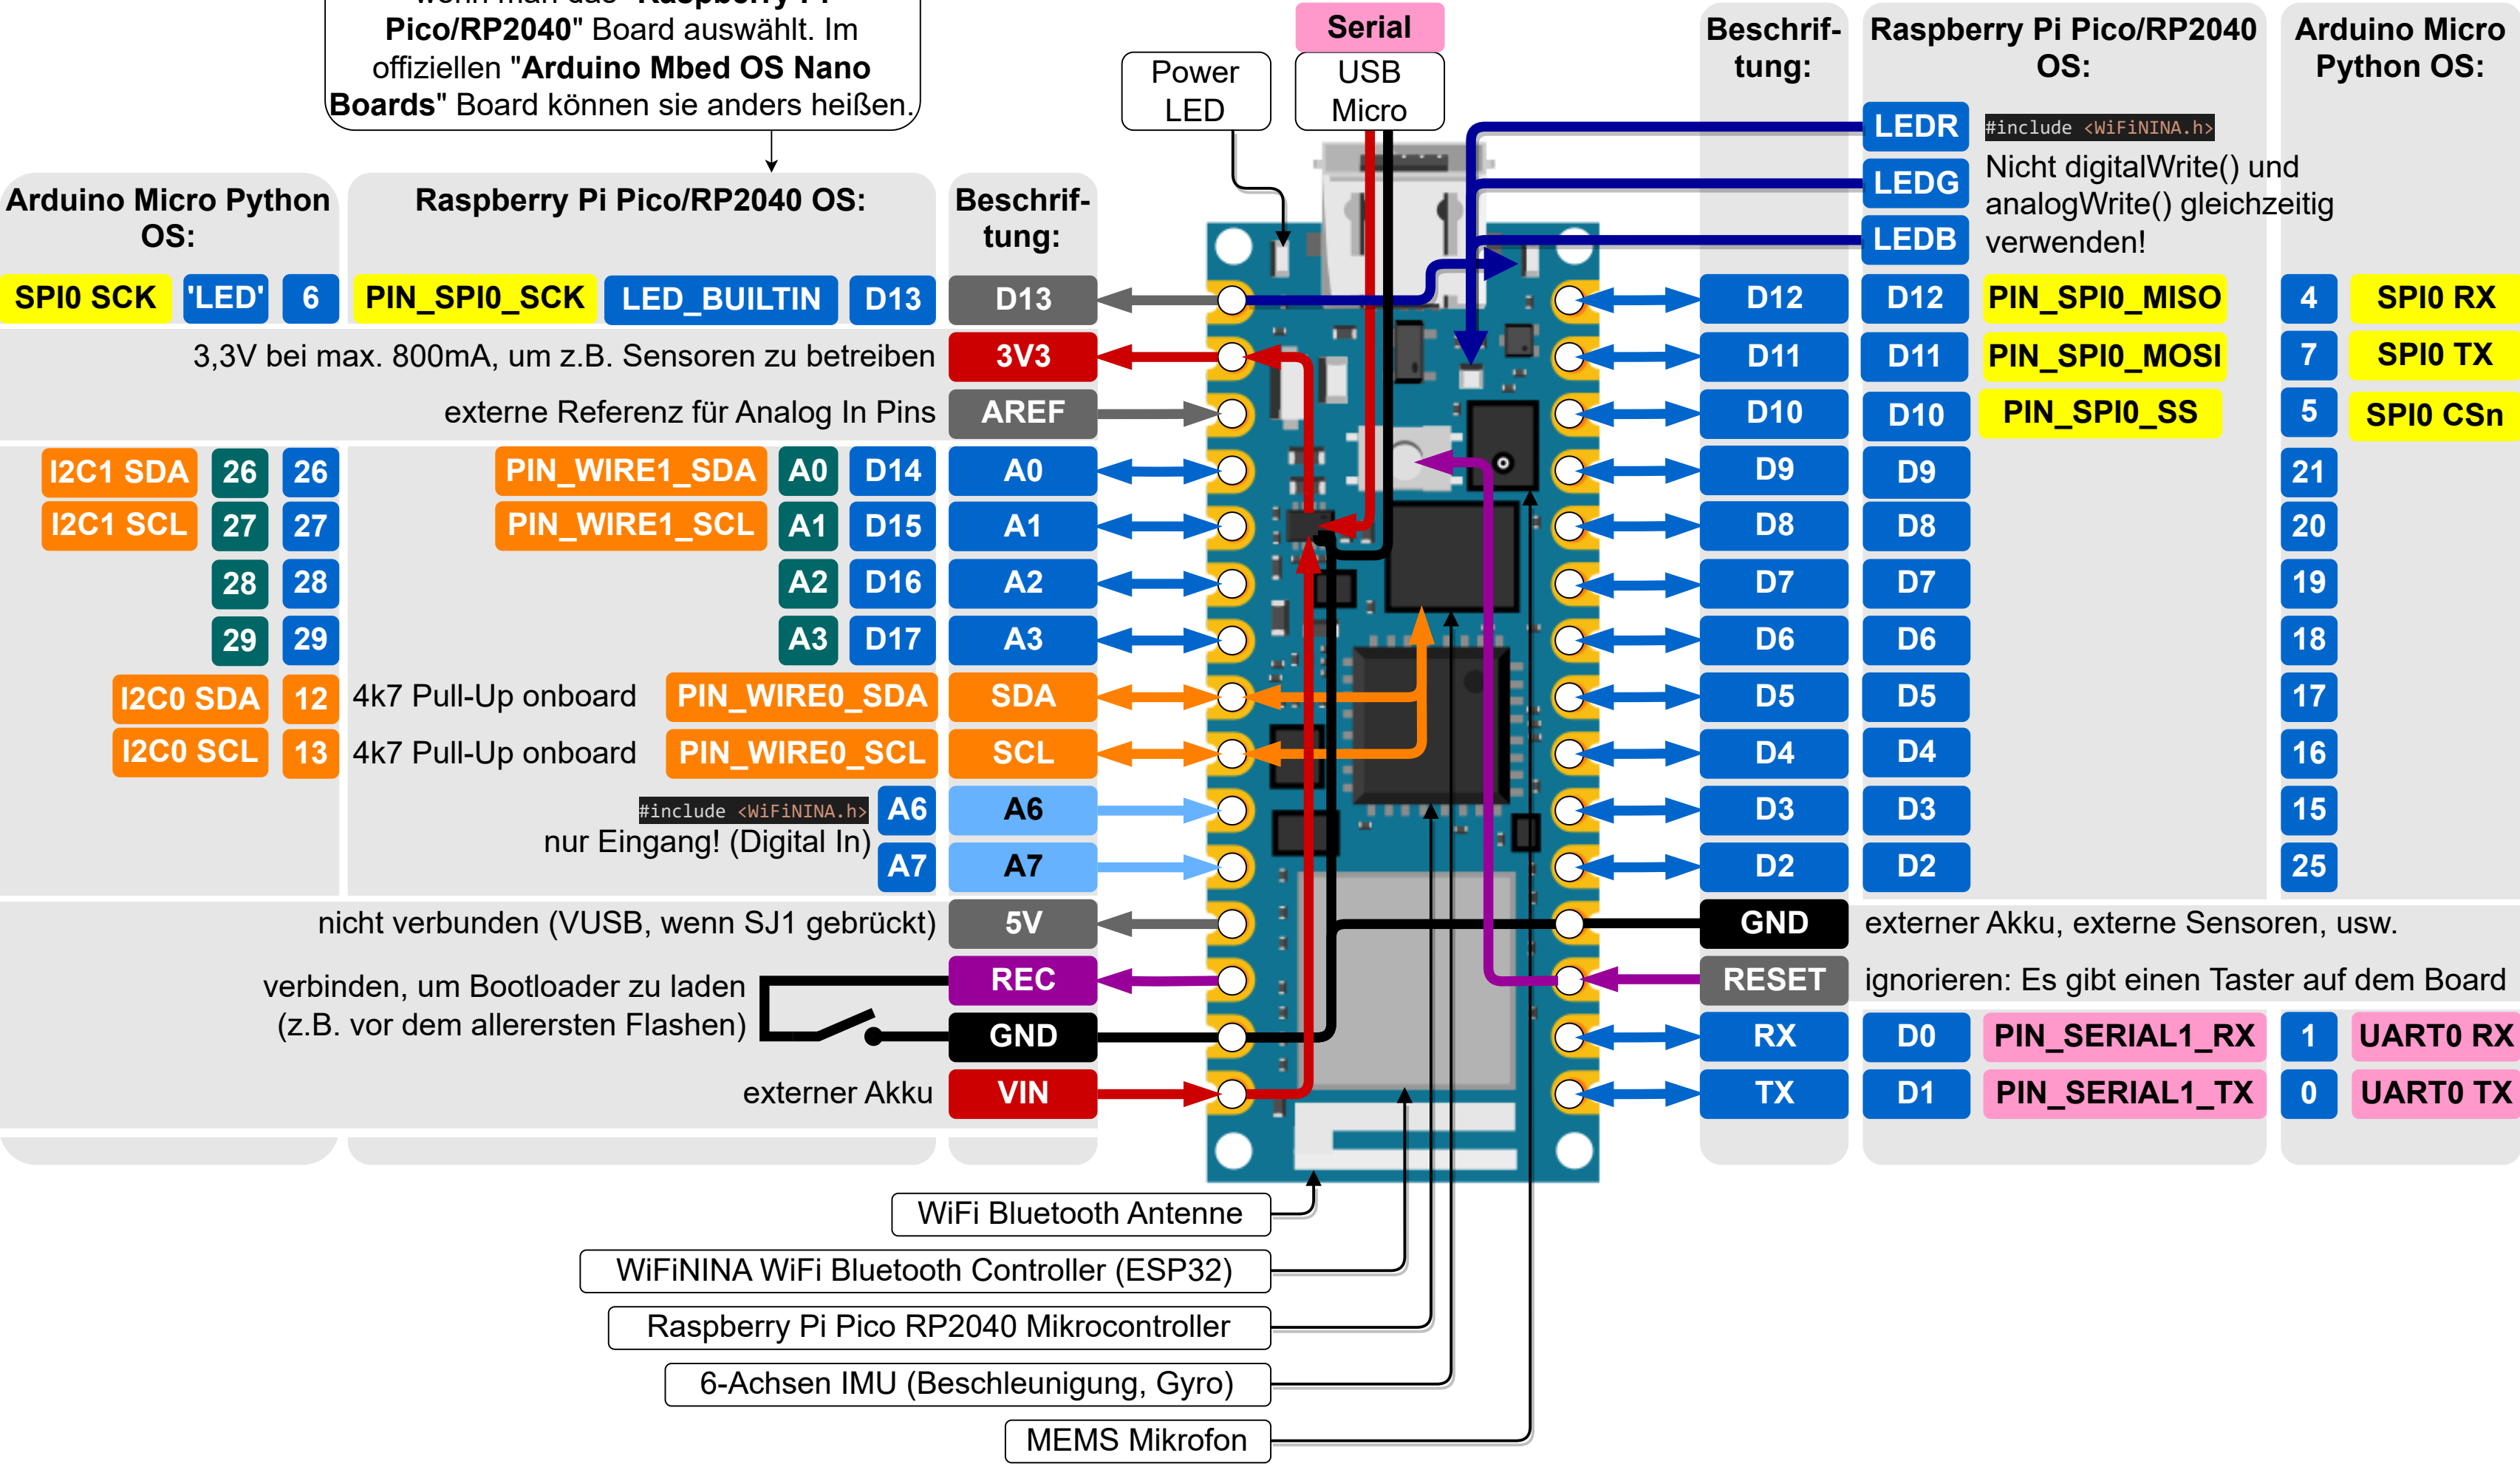 Pico/RP2040" Board auswählt. Im
offiziellen "Arduino Mbed OS Nano
Boards" Board können sie anders heißen.
Serial
USB
Micro
Power
LED
Arduino Micro Python
OS:
Raspberry Pi Pico/RP2040 OS:
Beschrif-
tung:
Beschrif-
tung:
Raspberry Pi Pico/RP2040
OS:
Arduino Micro
Python OS:
LEDR
LEDG
LEDB
#include <WiFiNINA.h>
Nicht digitalWrite() und
analogWrite() gleichzeitig
verwenden!
SPI0 SCK 'LED' 6 PIN_SPI0_SCK LED_BUILTIN D13 D13
3,3V bei max. 800mA, um z.B. Sensoren zu betreiben 3V3
externe Referenz für Analog In Pins AREF
I2C1 SDA 26 26 PIN_WIRE1_SDA A0 D14 A0
I2C1 SCL 27 27 PIN_WIRE1_SCL A1 D15 A1
28 28 A2 D16 A2
29 29 A3 D17 A3
I2C0 SDA 12 4k7 Pull-Up onboard PIN_WIRE0_SDA SDA
I2C0 SCL 13 4k7 Pull-Up onboard PIN_WIRE0_SCL SCL
#include <WiFiNINA.h> A6 A6
nur Eingang! (Digital In)
A7 A7
nicht verbunden (VUSB, wenn SJ1 gebrückt) 5V
verbinden, um Bootloader zu laden
(z.B. vor dem allerersten Flashen)
REC
GND
externer Akku VIN
D12 D12 PIN_SPI0_MISO 4 SPI0 RX
D11 D11 PIN_SPI0_MOSI 7 SPI0 TX
D10 D10 PIN_SPI0_SS 5 SPI0 CSn
D9 D9 21
D8 D8 20
D7 D7 19
D6 D6 18
D5 D5 17
D4 D4 16
D3 D3 15
D2 D2 25
GND externer Akku, externe Sensoren, usw.
RESET ignorieren: Es gibt einen Taster auf dem Board
RX D0 PIN_SERIAL1_RX 1 UART0 RX
TX D1 PIN_SERIAL1_TX 0 UART0 TX
WiFi Bluetooth Antenne
WiFiNINA WiFi Bluetooth Controller (ESP32)
Raspberry Pi Pico RP2040 Mikrocontroller
6-Achsen IMU (Beschleunigung, Gyro)
MEMS Mikrofon